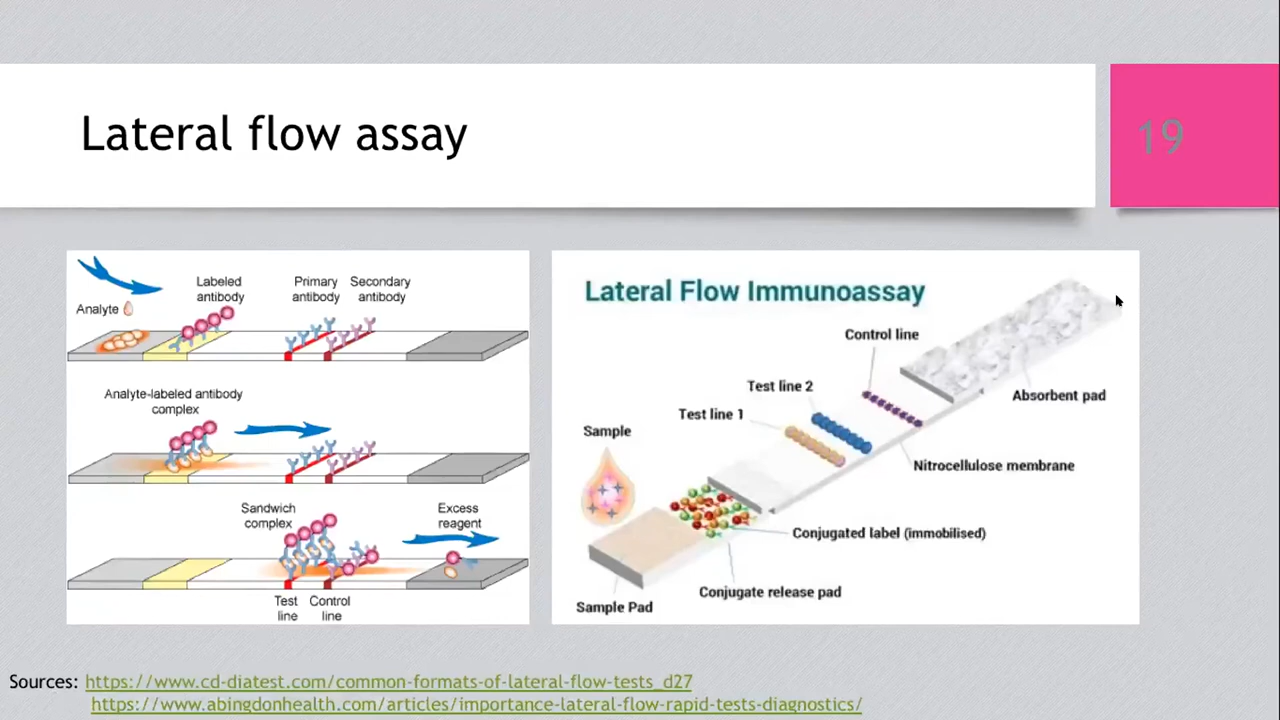 Lateral flow assay
19
Analyte
Labeled
antibody
Primary
antibody
Secondary
antibody
Analyte-labeled antibody
complex
Sandwich
complex
Excess
reagent
Test
line
Control
line
Lateral Flow Immunoassay
Control line
Test line 2
Test line 1
Absorbent pad
Sample
Nitrocellulose membrane
Conjugated label (immobilised)
Conjugate release pad
Sample Pad
Sources: https://www.cd-diatest.com/common-formats-of-lateral-flow-tests_d27
https://www.abingdonhealth.com/articles/importance-lateral-flow-rapid-tests-diagnostics/